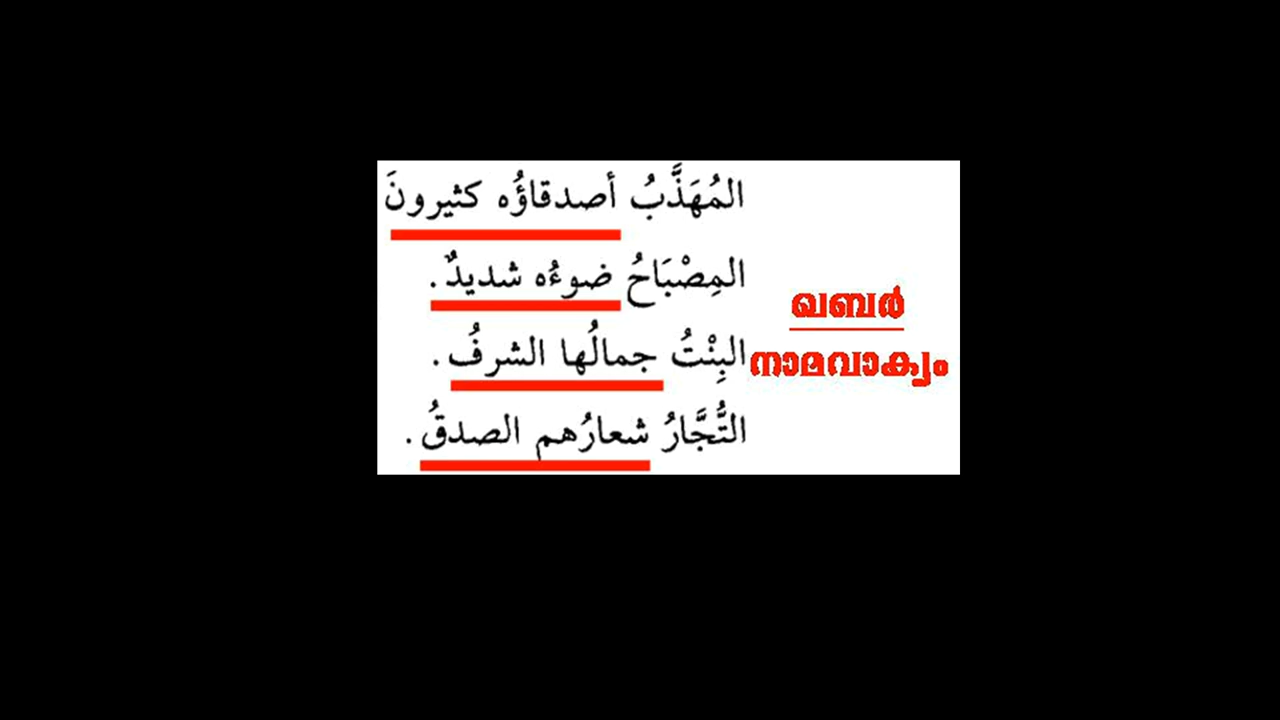 المُهَذَّبُ أصدقاؤُه كثيرونَ
المِصْبَاحُ ضوءُه شديدٌ.
البِنْتُ جمالُها الشرفُ.
التُّجَّارُ شعارُهم الصدقُ.
ഖബർ
നാമവാക്യം